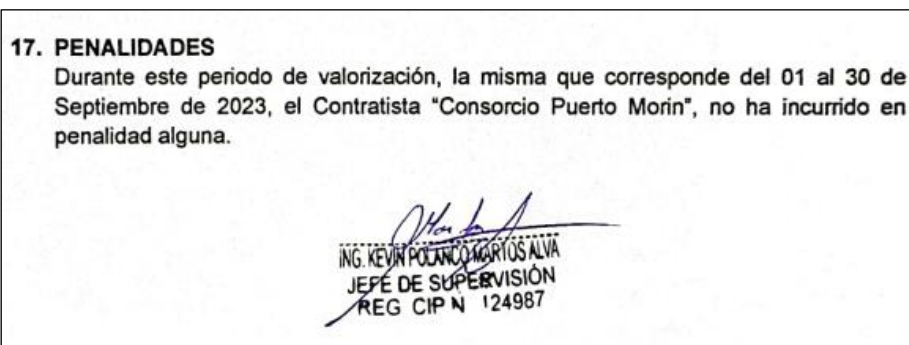 17. PENALIDADES
Durante este periodo de valorización, la misma que corresponde del 01 al 30 de
Septiembre de 2023, el Contratista "Consorcio Puerto Morin", no ha incurrido en
penalidad alguna.
ING. KEVIN POLANCO MARTOS ALVA
JEFE DE SUPERVISIÓN
REG CIP N 124987